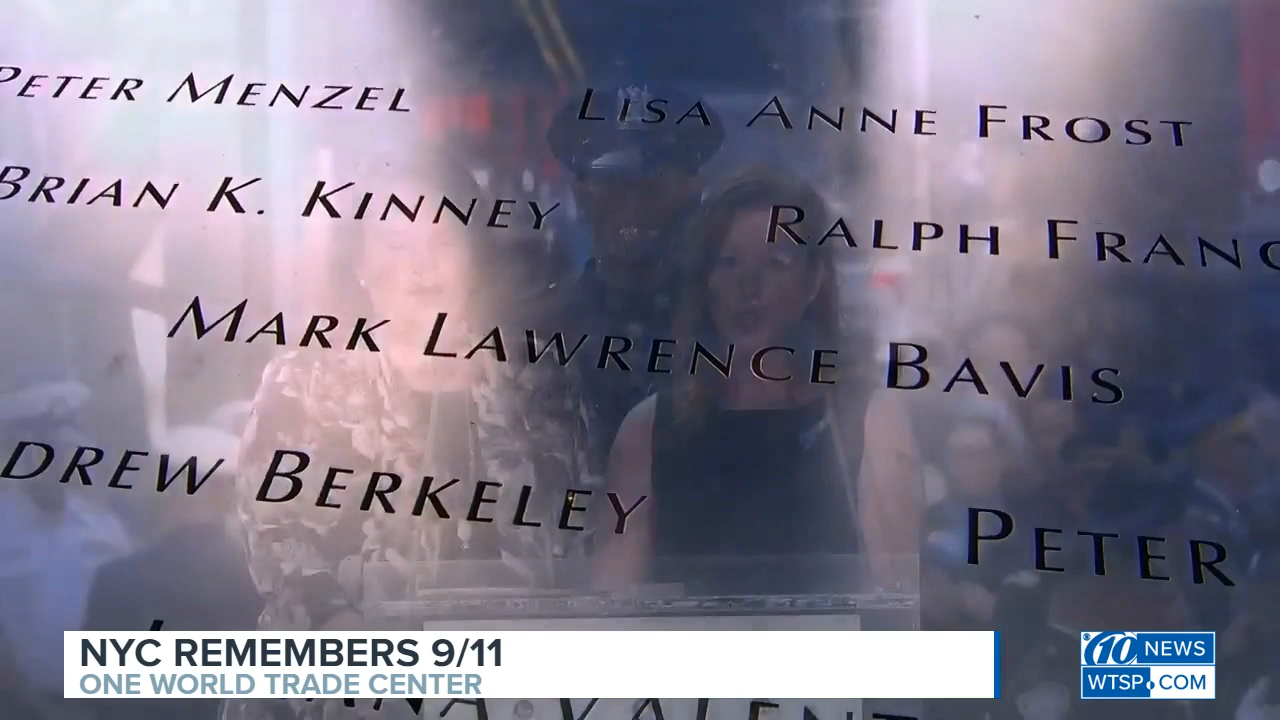 PETER MENZEL
LISA ANNE FROST
BRIAN K. KINNEY
RALPH FRANC
MARK LAWRENCE BAVIS
DREW BERKELEY
PETER
NYC REMEMBERS 9/11
ONE WORLD TRADE CENTER
10 NEWS
WTSP.COM